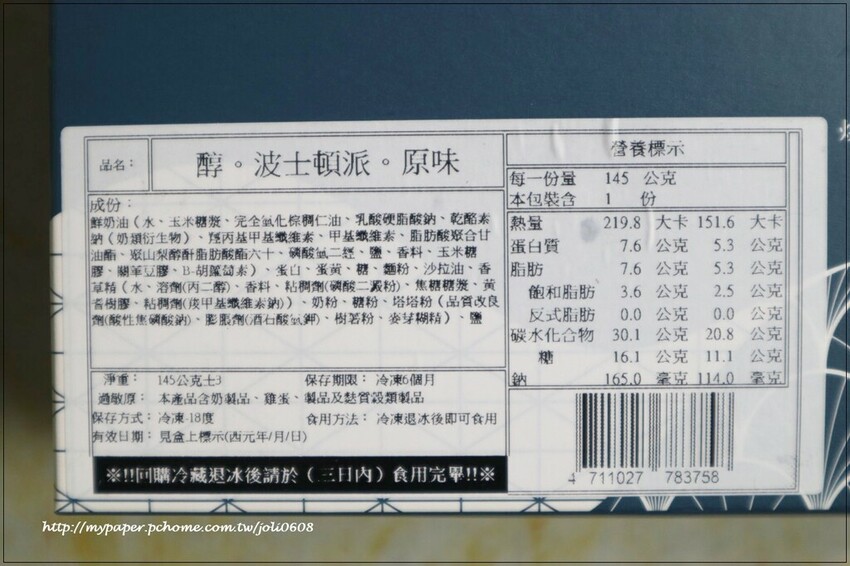 品名：
醇。波士頓派。原味
成份：
鮮奶油（水、玉米糖漿、完全氫化棕櫚仁油、乳酸硬脂酸鈉、乾酪素
鈉（奶類衍生物）、羥丙基甲基纖維素、甲基纖維素、脂肪酸聚合甘
油酯、聚山梨醇酐脂肪酸酯六十、磷酸氫二鉀、鹽、香料、玉米糖
膠、關華豆膠、B-胡蘿蔔素）、蛋白、蛋黃、糖、麵粉、沙拉油、香
草精（水、溶劑(丙二醇)、香料、粘稠劑(磷酸二澱粉)、焦糖糖漿、黃
耆樹膠、粘稠劑(羧甲基纖維素鈉)）、奶粉、糖粉、塔塔粉（品質改良
劑(酸性焦磷酸鈉)、膨脹劑(酒石酸氫鉀)、樹薯粉、麥芽糊精）、鹽
淨重： 145公克±3 保存期限： 冷凍6個月
過敏原： 本產品含奶製品、雞蛋、製品及麩質穀類製品
保存方式： 冷凍-18度 食用方法： 冷凍退冰後即可食用
有效日期： 見盒上標示(西元年/月/日)
※!!回購冷藏退冰後請於（三日內）食用完畢!!※
營養標示
每一份量 145 公克
本包裝含 1 份
熱量 219.8 大卡 151.6 大卡
蛋白質 7.6 公克 5.3 公克
脂肪 7.6 公克 5.3 公克
飽和脂肪 3.6 公克 2.5 公克
反式脂肪 0.0 公克 0.0 公克
碳水化合物 30.1 公克 20.8 公克
糖 16.1 公克 11.1 公克
鈉 165.0 毫克 114.0 毫克
4 711027 783758
http://mypaper.pchome.com.tw/joli0608